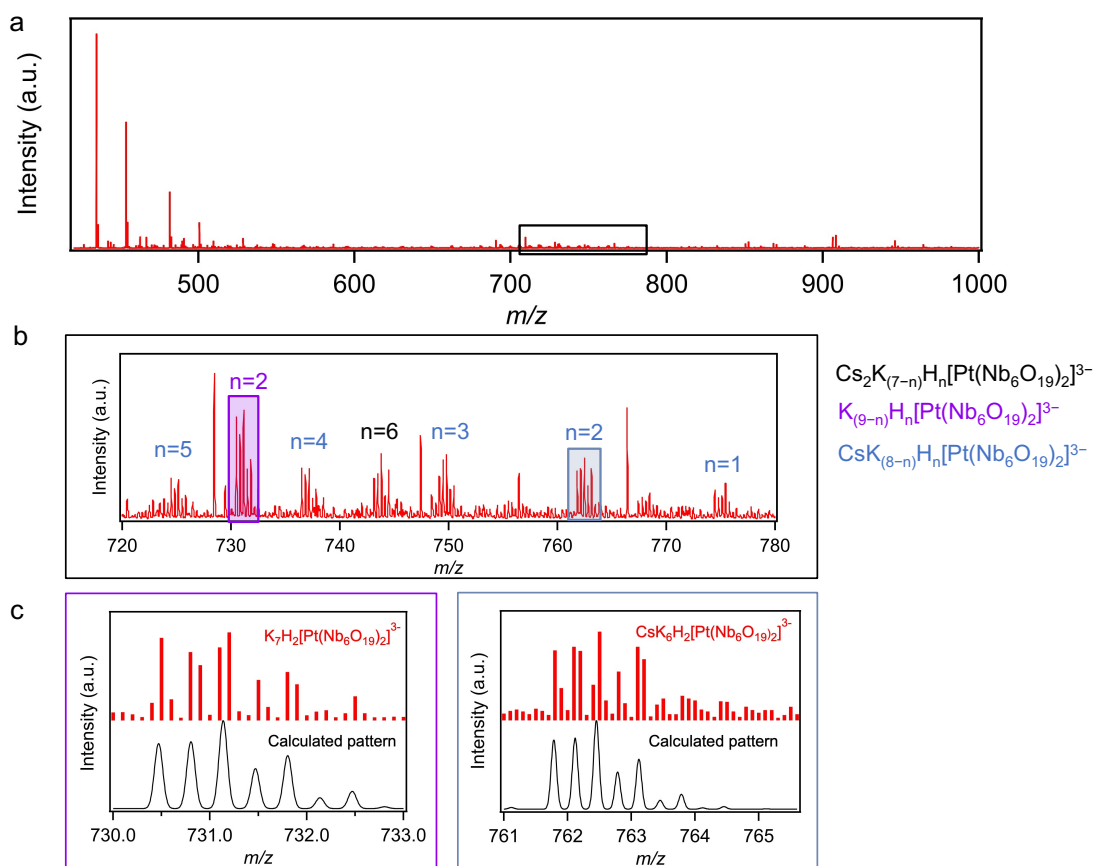 a
Intensity (a.u.)
500 600 700 800 900 1000
m/z
b
Intensity (a.u.)
n=5 n=2 n=4 n=6 n=3 n=2 n=1
720 730 740 750 760 770 780
m/z
Cs₂K₍₇₋ₙ₎Hₙ[Pt(Nb₆O₁₉)₂]³⁻
K₍₉₋ₙ₎Hₙ[Pt(Nb₆O₁₉)₂]³⁻
CsK₍₈₋ₙ₎Hₙ[Pt(Nb₆O₁₉)₂]³⁻
c
Intensity (a.u.)
K₇H₂[Pt(Nb₆O₁₉)₂]³⁻
Calculated pattern
730.0 731.0 732.0 733.0
m/z
Intensity (a.u.)
CsK₆H₂[Pt(Nb₆O₁₉)₂]³⁻
Calculated pattern
761 762 763 764 765
m/z